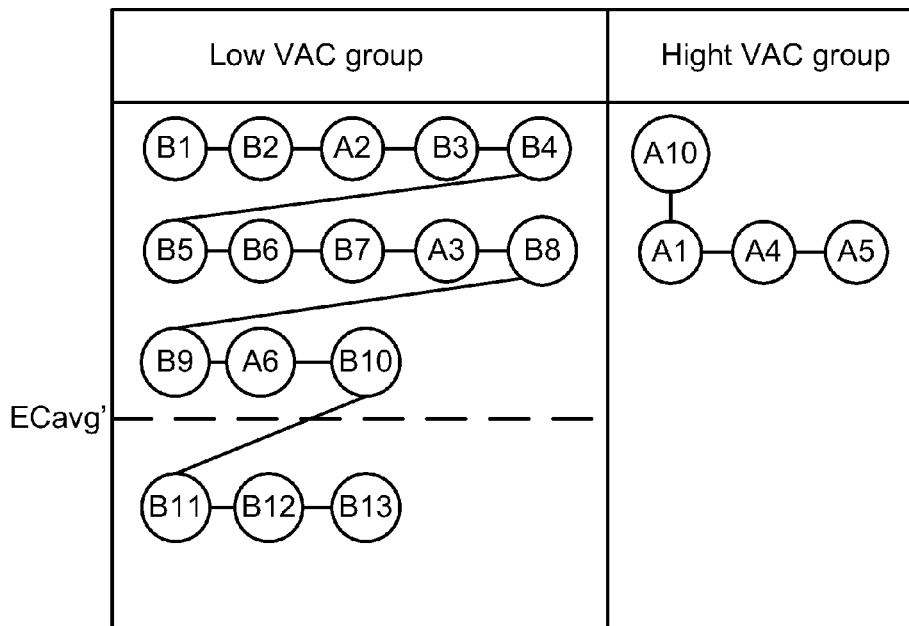 Low VAC group Hight VAC group
B1 B2 A2 B3 B4 A10
B5 B6 B7 A3 B8 A1 A4 A5
B9 A6 B10
ECavg'
B11 B12 B13